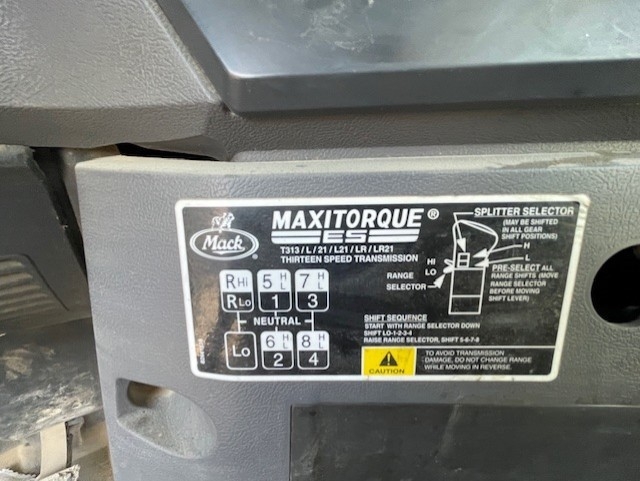 Mack
MAXITORQUE®
ES
T313 / L / 21 / L21 / LR / LR21
THIRTEEN SPEED TRANSMISSION
R HI
R LO
5 H L
1
7 H L
3
NEUTRAL
LO
6 H L
2
8 H L
4
SPLITTER SELECTOR
(MAY BE SHIFTED
IN ALL GEAR
SHIFT POSITIONS)
H
L
HI
LO
RANGE
SELECTOR
PRE-SELECT ALL
RANGE SHIFTS (MOVE
RANGE SELECTOR
BEFORE MOVING
SHIFT LEVER)
SHIFT SEQUENCE
START WITH RANGE SELECTOR DOWN
SHIFT LO-1-2-3-4
RAISE RANGE SELECTOR, SHIFT 5-6-7-8
CAUTION
TO AVOID TRANSMISSION
DAMAGE, DO NOT CHANGE RANGE
WHILE MOVING IN REVERSE.